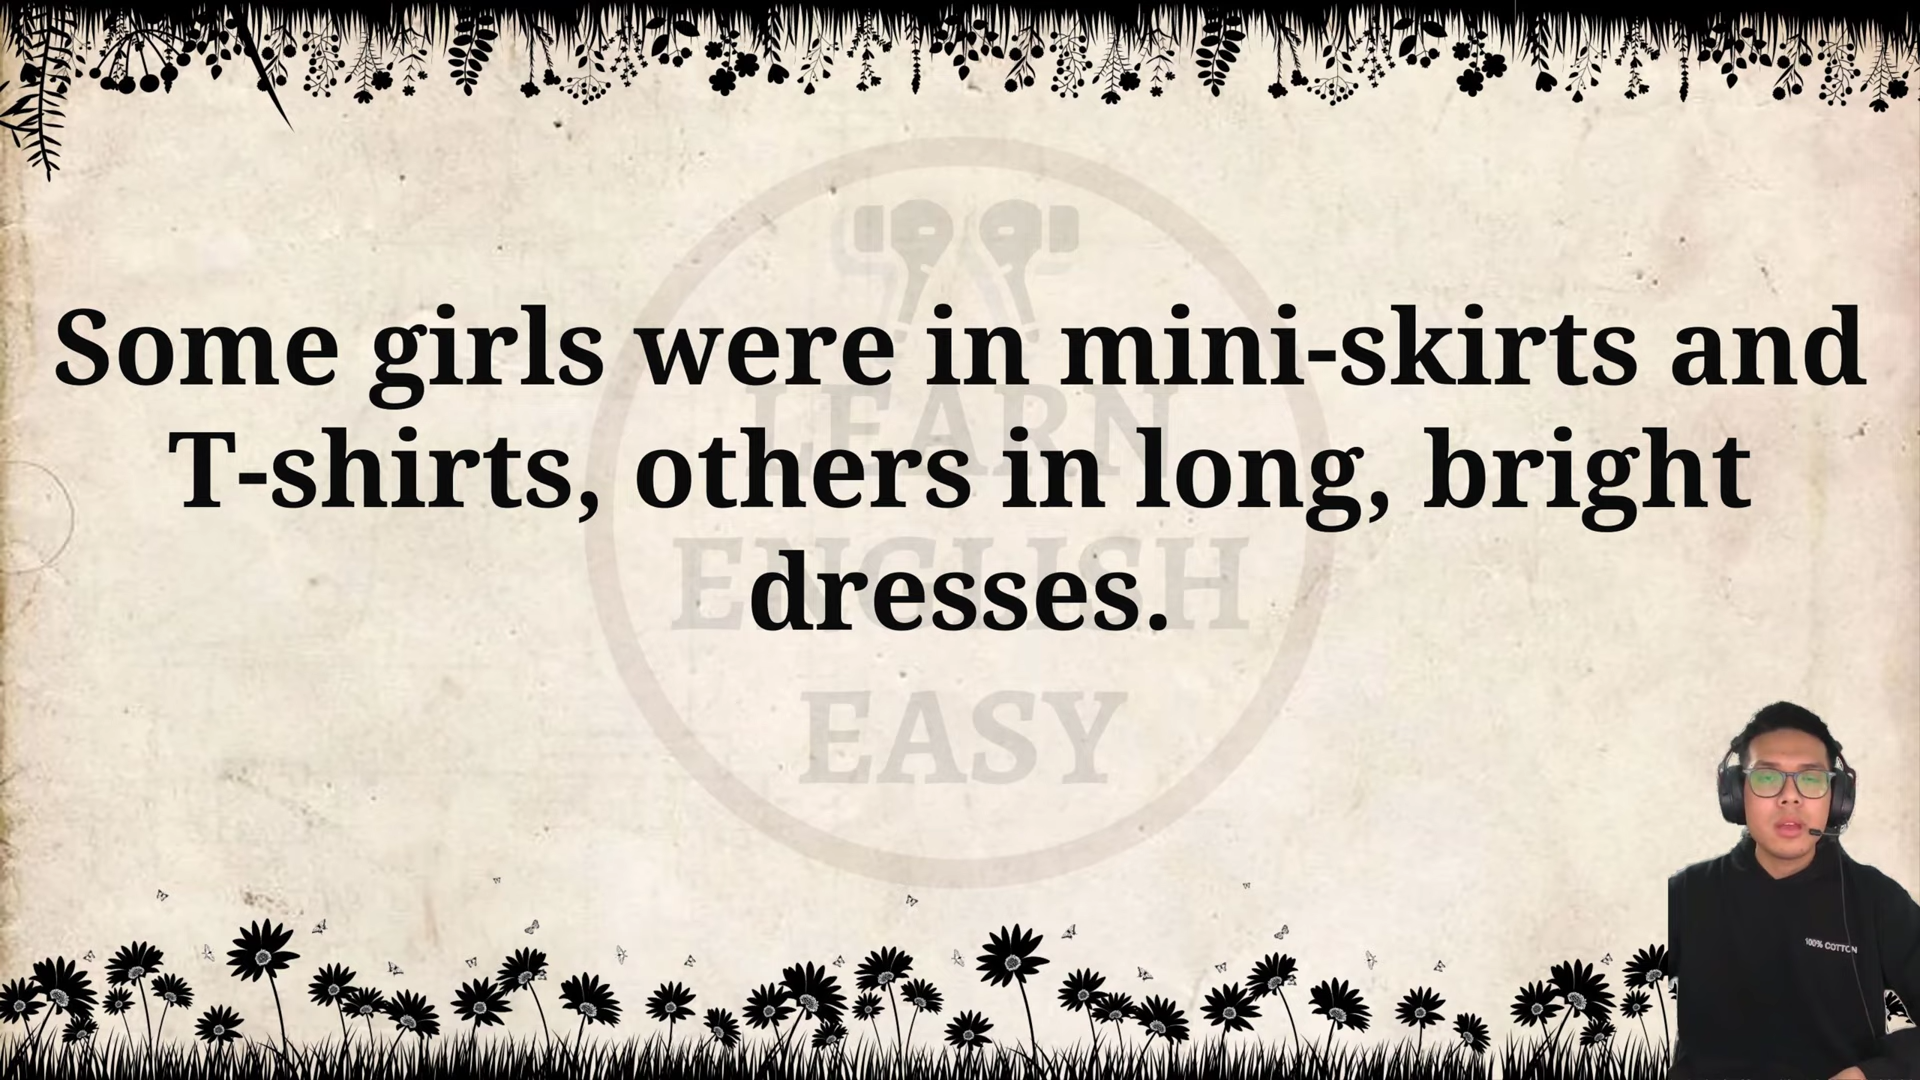 Some girls were in mini-skirts and
T-shirts, others in long, bright
dresses.
LEARN
ENGLISH
EASY
100% COTTON